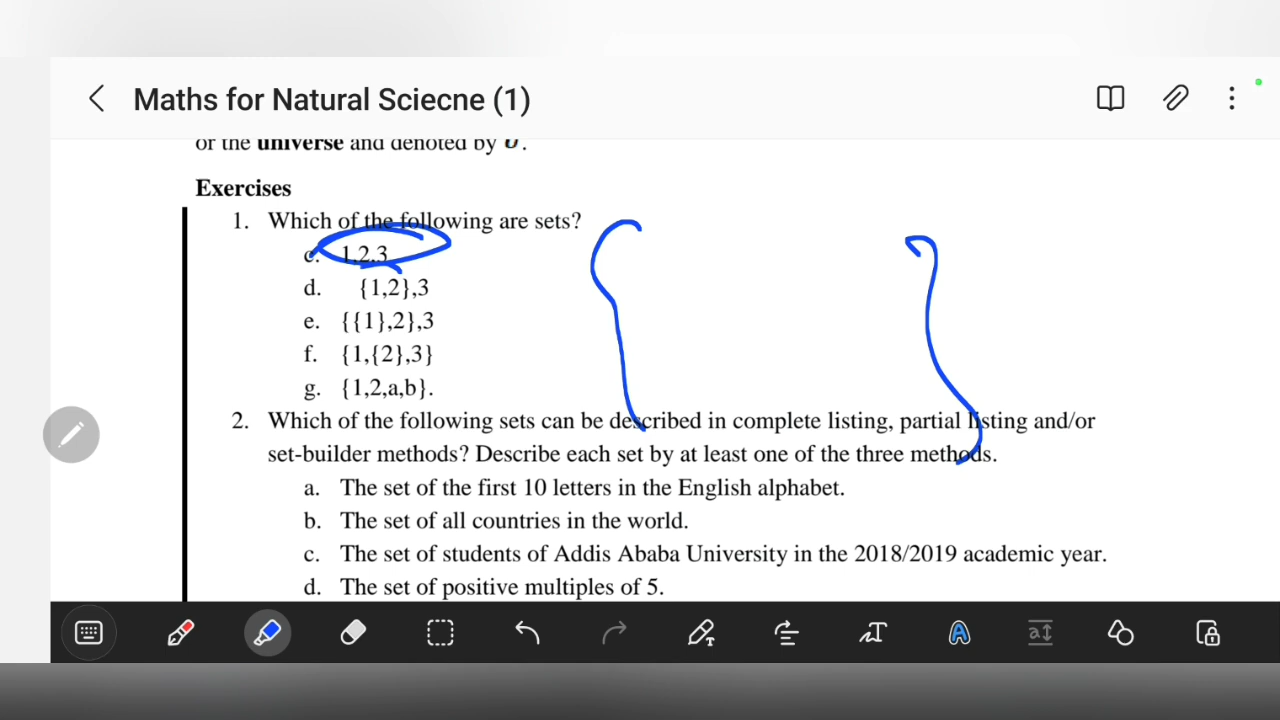 Maths for Natural Sciecne (1)
or the universe and denoted by U.
Exercises
1. Which of the following are sets?
c. 1,2,3
d. {1,2},3
e. {{1},2},3
f. {1,{2},3}
g. {1,2,a,b}.
2. Which of the following sets can be described in complete listing, partial listing and/or
set-builder methods? Describe each set by at least one of the three methods.
a. The set of the first 10 letters in the English alphabet.
b. The set of all countries in the world.
c. The set of students of Addis Ababa University in the 2018/2019 academic year.
d. The set of positive multiples of 5.